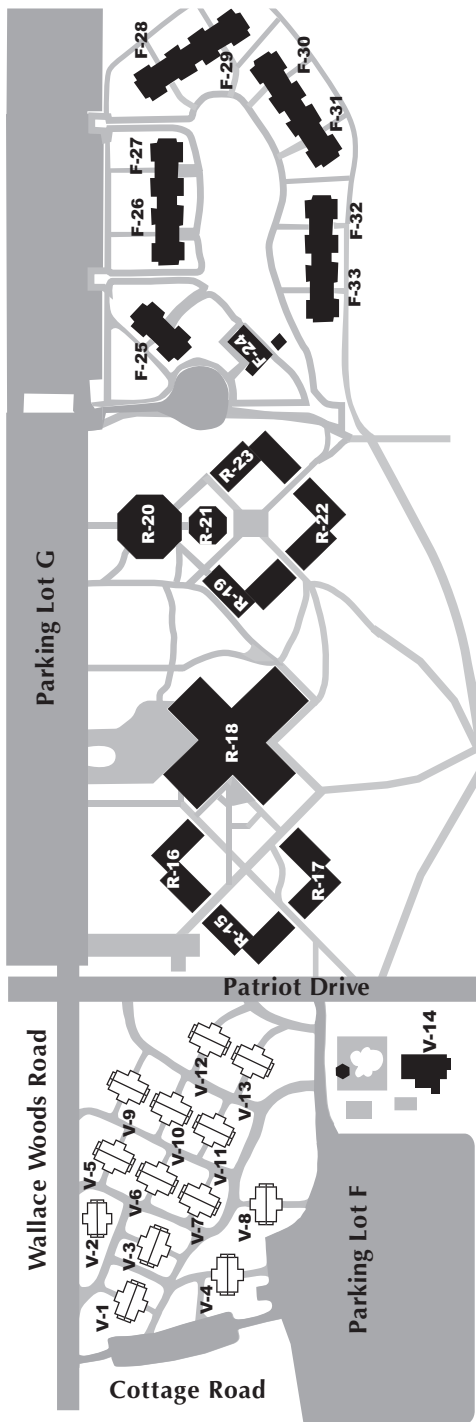 F-28
F-29
F-30
F-31
F-27
F-26
F-32
F-33
F-25
F-24
R-23
R-20
R-21
R-22
R-19
Parking Lot G
R-18
R-16
R-17
R-15
Patriot Drive
Wallace Woods Road
V-14
V-12
V-13
V-9
V-10
V-11
V-5
V-6
V-7
V-8
V-2
V-3
V-4
V-1
Parking Lot F
Cottage Road